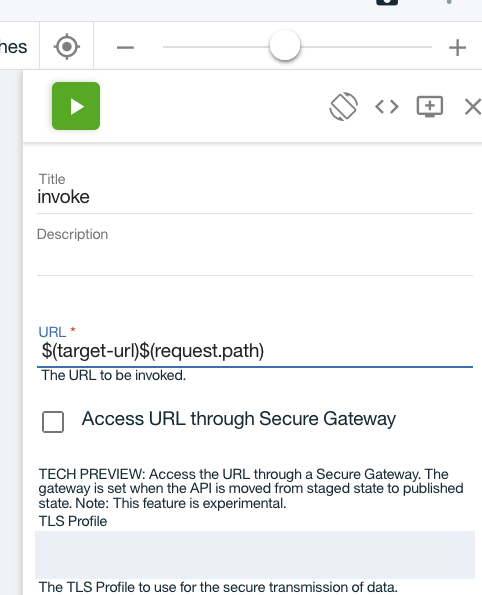 hes
Title
invoke
Description
URL *
$(target-url)$(request.path)
The URL to be invoked.
Access URL through Secure Gateway
TECH PREVIEW: Access the URL through a Secure Gateway. The
gateway is set when the API is moved from staged state to published
state. Note: This feature is experimental.
TLS Profile
The TLS Profile to use for the secure transmission of data.